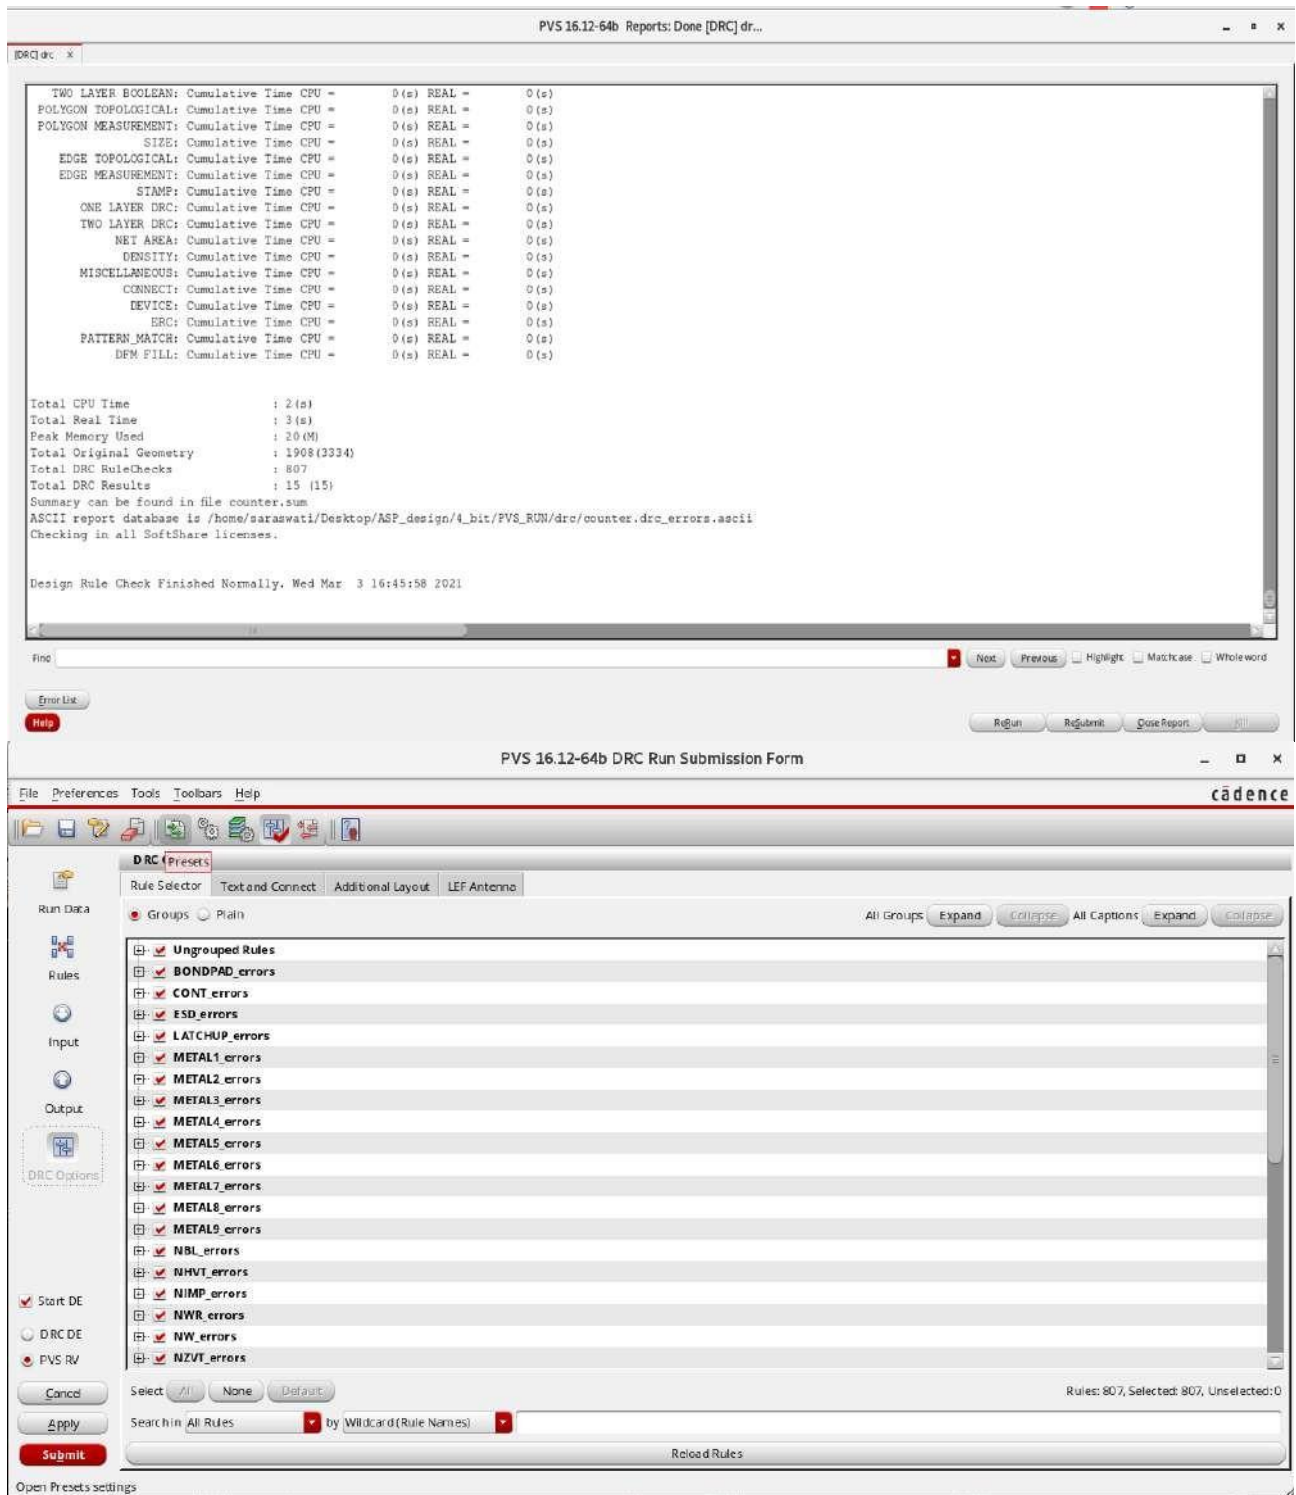 PVS 16.12-64b Reports: Done [DRC] dr...
[DRC] drc x
TWO LAYER BOOLEAN: Cumulative Time CPU = 0(s) REAL = 0(s)
POLYGON TOPOLOGICAL: Cumulative Time CPU = 0(s) REAL = 0(s)
POLYGON MEASUREMENT: Cumulative Time CPU = 0(s) REAL = 0(s)
SIZE: Cumulative Time CPU = 0(s) REAL = 0(s)
EDGE TOPOLOGICAL: Cumulative Time CPU = 0(s) REAL = 0(s)
EDGE MEASUREMENT: Cumulative Time CPU = 0(s) REAL = 0(s)
STAMP: Cumulative Time CPU = 0(s) REAL = 0(s)
ONE LAYER DRC: Cumulative Time CPU = 0(s) REAL = 0(s)
TWO LAYER DRC: Cumulative Time CPU = 0(s) REAL = 0(s)
NET AREA: Cumulative Time CPU = 0(s) REAL = 0(s)
DENSITY: Cumulative Time CPU = 0(s) REAL = 0(s)
MISCELLANEOUS: Cumulative Time CPU = 0(s) REAL = 0(s)
CONNECT: Cumulative Time CPU = 0(s) REAL = 0(s)
DEVICE: Cumulative Time CPU = 0(s) REAL = 0(s)
ERC: Cumulative Time CPU = 0(s) REAL = 0(s)
PATTERN_MATCH: Cumulative Time CPU = 0(s) REAL = 0(s)
DFM FILL: Cumulative Time CPU = 0(s) REAL = 0(s)
Total CPU Time : 2(s)
Total Real Time : 3(s)
Peak Memory Used : 20(M)
Total Original Geometry : 1908(3334)
Total DRC RuleChecks : 807
Total DRC Results : 15 (15)
Summary can be found in file counter.sum
ASCII report database is /home/saraswati/Desktop/ASP_design/4_bit/PVS_RUN/drc/counter.drc_errors.ascii
Checking in all SoftShare licenses.
Design Rule Check Finished Normally. Wed Mar 3 16:45:58 2021
Find Next Previous Highlight Matchcase Whole word
Error List
Help ReRun ReSubmit Close Report Kill
PVS 16.12-64b DRC Run Submission Form
File Preferences Tools Toolbars Help cādence
DRC Presets
Rule Selector Text and Connect Additional Layout LEF Antenna
Run Data Groups Plain All Groups Expand Collapse All Captions Expand Collapse
Ungrouped Rules
BONDPAD_errors
Rules
CONT_errors
ESD_errors
LATCHUP_errors
Input
METAL1_errors
METAL2_errors
METAL3_errors
Output
METAL4_errors
METAL5_errors
METAL6_errors
DRC Options
METAL7_errors
METAL8_errors
METAL9_errors
NBL_errors
NHVT_errors
NIMP_errors
Start DE
NWR_errors
DRC DE NW_errors
PVS RV NZVT_errors
Cancel Select All None Default Rules: 807, Selected: 807, Unselected: 0
Apply Search in All Rules by Wildcard (Rule Names)
Submit Reload Rules
Open Presets settings